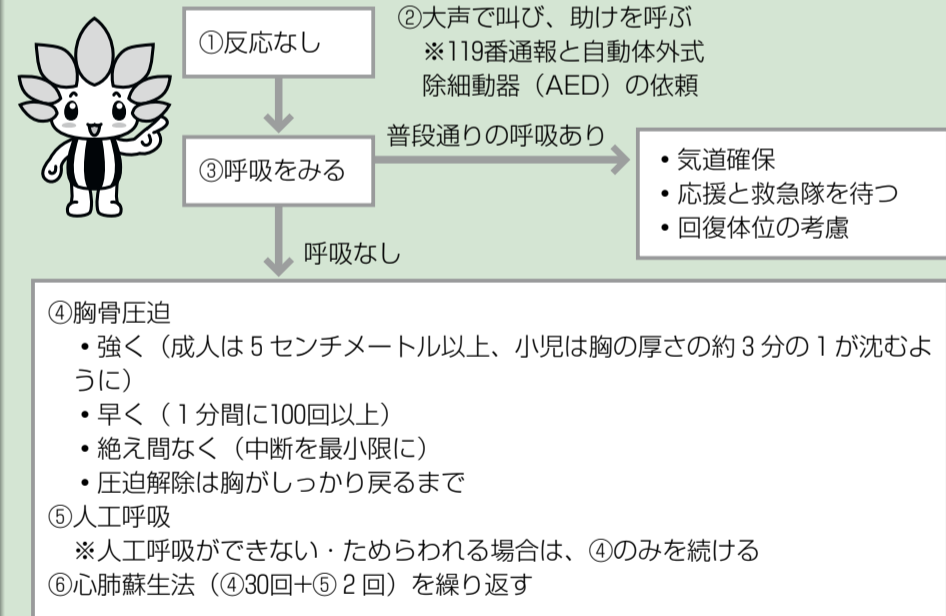 ①反応なし
②大声で叫び、助けを呼ぶ
※119番通報と自動体外式
除細動器（AED）の依頼
③呼吸をみる
普段通りの呼吸あり
・気道確保
・応援と救急隊を待つ
・回復体位の考慮
呼吸なし
④胸骨圧迫
・強く（成人は５センチメートル以上、小児は胸の厚さの約３分の１が沈むよ
うに）
・早く（１分間に100回以上）
・絶え間なく（中断を最小限に）
・圧迫解除は胸がしっかり戻るまで
⑤人工呼吸
※人工呼吸ができない・ためらわれる場合は、④のみを続ける
⑥心肺蘇生法（④30回+⑤２回）を繰り返す